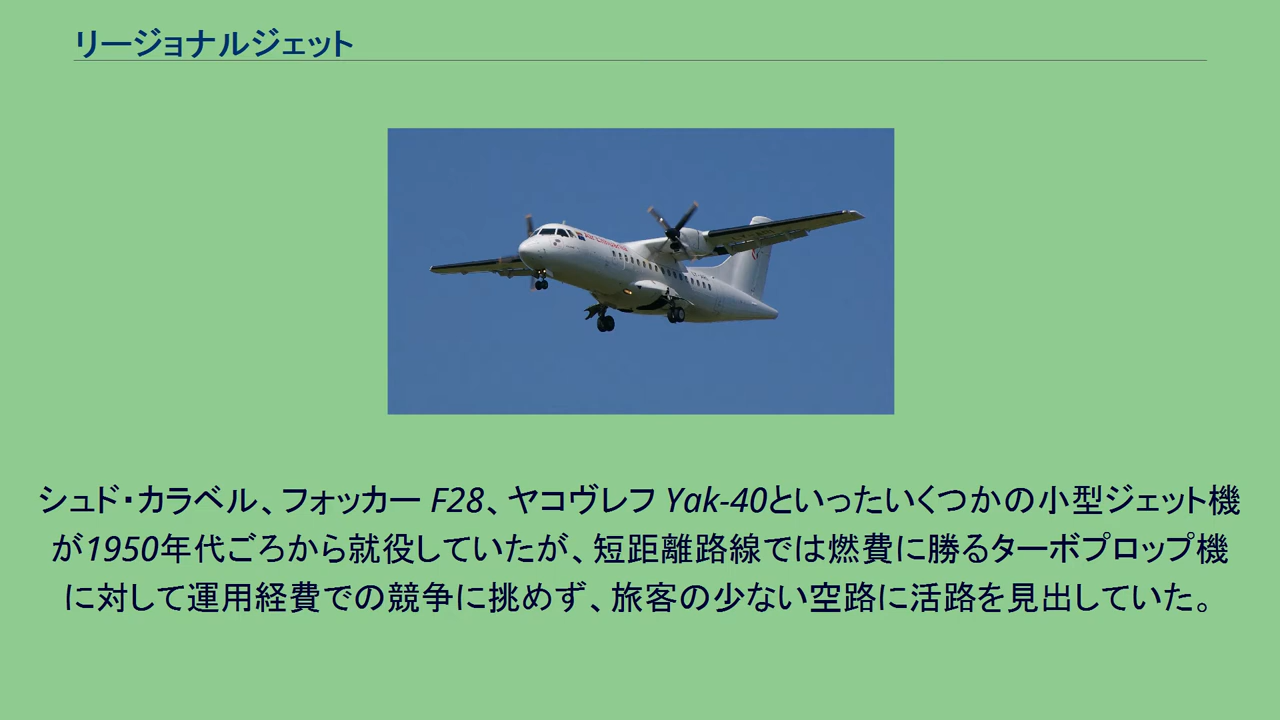 リージョナルジェット
シュド・カラベル、フォッカー F28、ヤコヴレフ Yak-40といったいくつかの小型ジェット機
が1950年代ごろから就役していたが、短距離路線では燃費に勝るターボプロップ機
に対して運用経費での競争に挑めず、旅客の少ない空路に活路を見出していた。